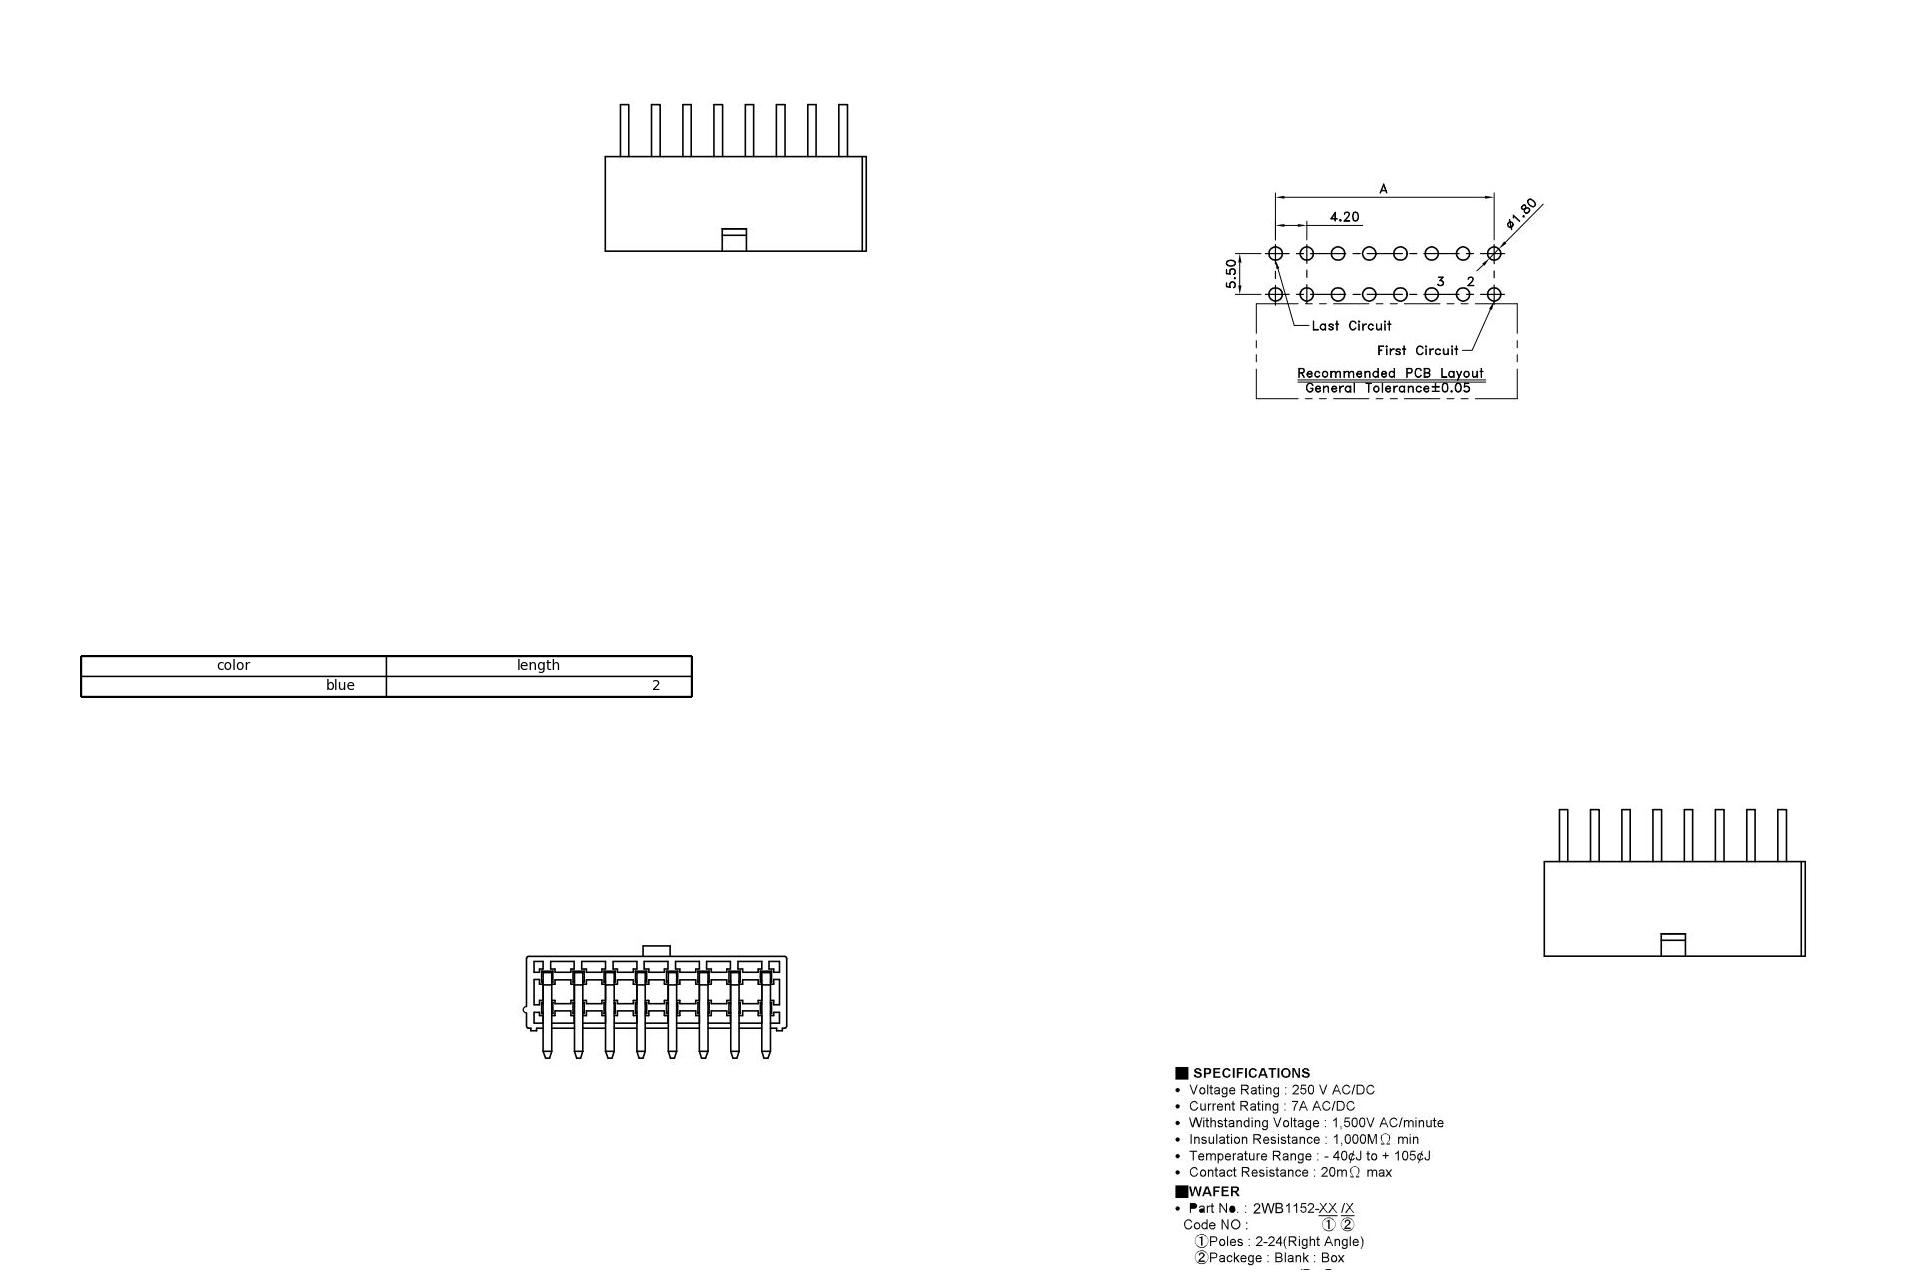 A
4.20
ø1.80
5.50
3 2
Last Circuit
First Circuit
Recommended PCB Layout
General Tolerance±0.05
color length
blue 2
■ SPECIFICATIONS
• Voltage Rating : 250 V AC/DC
• Current Rating : 7A AC/DC
• Withstanding Voltage : 1,500V AC/minute
• Insulation Resistance : 1,000MΩ min
• Temperature Range : - 40¢J to + 105¢J
• Contact Resistance : 20mΩ max
■WAFER
• Part No. : 2WB1152-XX /X
Code NO : ① ②
①Poles : 2-24(Right Angle)
②Packege : Blank : Box